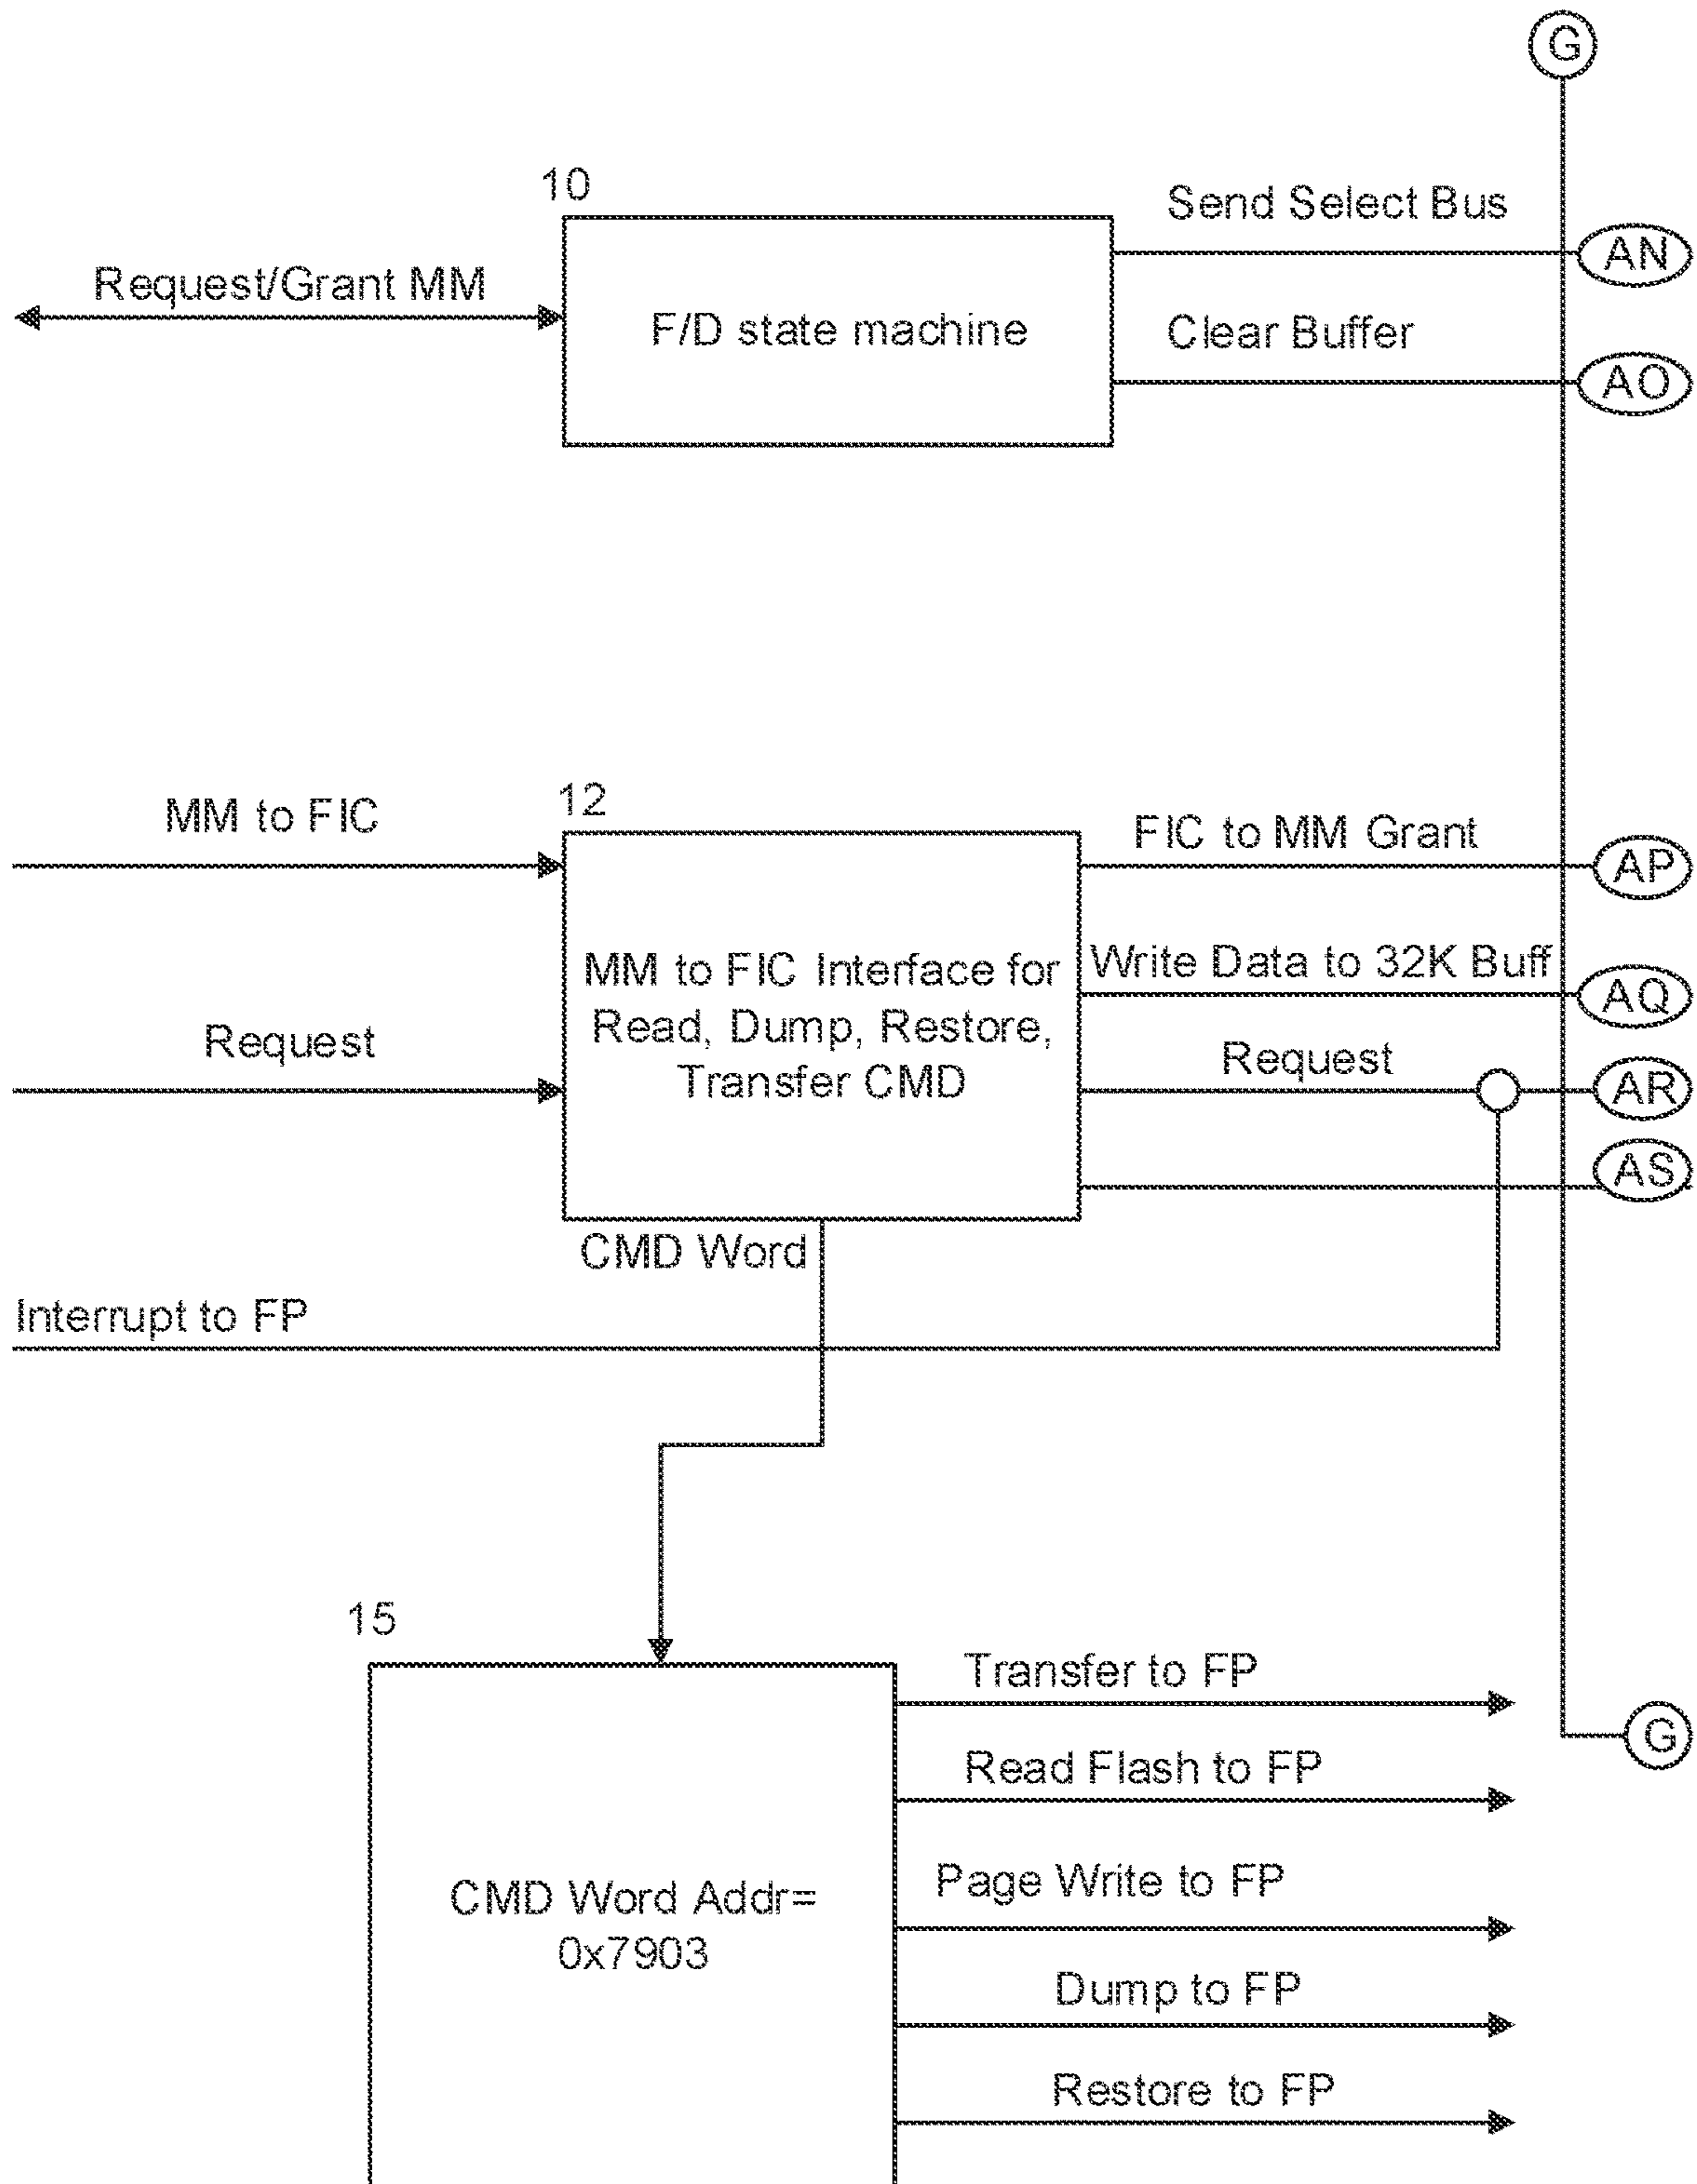 G
10
Send Select Bus
AN
Request/Grant MM
F/D state machine
Clear Buffer
AO
12
MM to FIC
FIC to MM Grant
AP
MM to FIC Interface for
Read, Dump, Restore,
Transfer CMD
Write Data to 32K Buff
AQ
Request
Request
AR
AS
CMD Word
Interrupt to FP
15
Transfer to FP
G
Read Flash to FP
Page Write to FP
CMD Word Addr=
0x7903
Dump to FP
Restore to FP